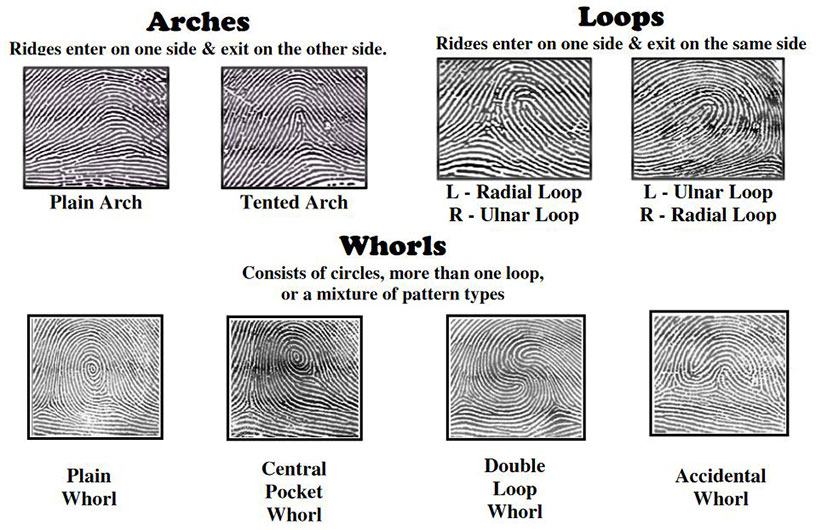 Arches
Ridges enter on one side & exit on the other side.
Plain Arch
Tented Arch
Loops
Ridges enter on one side & exit on the same side
L - Radial Loop
R - Ulnar Loop
L - Ulnar Loop
R - Radial Loop
Whorls
Consists of circles, more than one loop,
or a mixture of pattern types
Plain
Whorl
Central
Pocket
Whorl
Double
Loop
Whorl
Accidental
Whorl